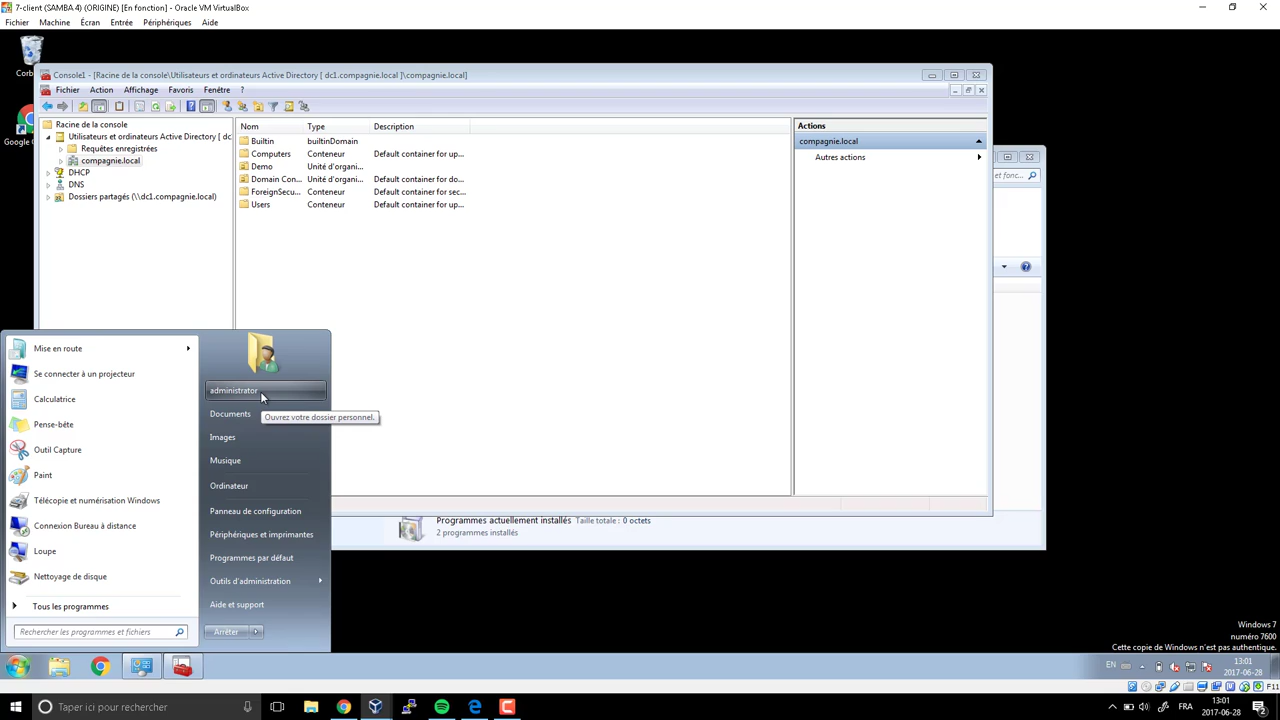 7-client (SAMBA 4) (ORIGINE) [En fonction] - Oracle VM VirtualBox
Fichier Machine Écran Entrée Périphériques Aide
Console1 - [Racine de la console\Utilisateurs et ordinateurs Active Directory [ dc1.compagnie.local ]\compagnie.local]
Fichier Action Affichage Favoris Fenêtre ?
Racine de la console
Utilisateurs et ordinateurs Active Directory [ dc
Requêtes enregistrées
compagnie.local
DHCP
DNS
Dossiers partagés (\\dc1.compagnie.local)
Nom Type Description
Builtin builtinDomain
Computers Conteneur Default container for up...
Demo Unité d'organi...
Domain Con... Unité d'organi... Default container for do...
ForeignSecu... Conteneur Default container for sec...
Users Conteneur Default container for up...
Actions
compagnie.local
Autres actions
et fonc...
Google C
Mise en route
Se connecter à un projecteur
Calculatrice
Pense-bête
Outil Capture
Paint
Télécopie et numérisation Windows
Connexion Bureau à distance
Loupe
Nettoyage de disque
Tous les programmes
Rechercher les programmes et fichiers
administrator
Ouvrez votre dossier personnel.
Documents
Images
Musique
Ordinateur
Panneau de configuration
Périphériques et imprimantes
Programmes par défaut
Outils d'administration
Aide et support
Arrêter
Programmes actuellement installés Taille totale : 0 octets
2 programmes installés
Windows 7
numéro 7600
Cette copie de Windows n'est pas authentique.
EN
13:01
2017-06-28
F11
Taper ici pour rechercher
FRA
13:01
2017-06-28